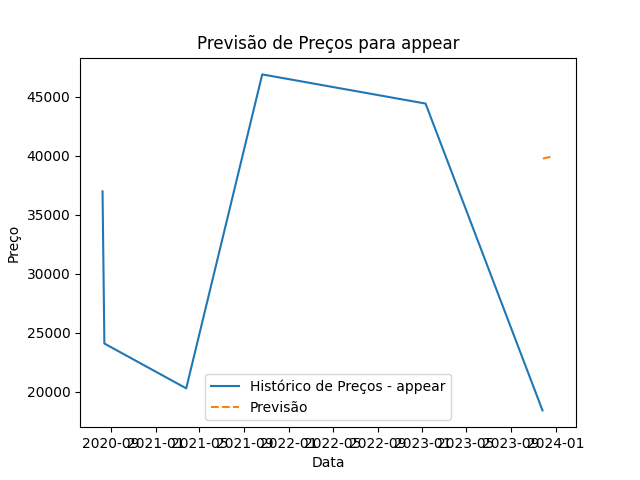 Previsão de Preços para appear
Preço
45000
40000
35000
30000
25000
20000
Histórico de Preços - appear
Previsão
2020-09 2021-01 2021-05 2021-09 2022-01 2022-05 2022-09 2023-01 2023-05 2023-09 2024-01
Data